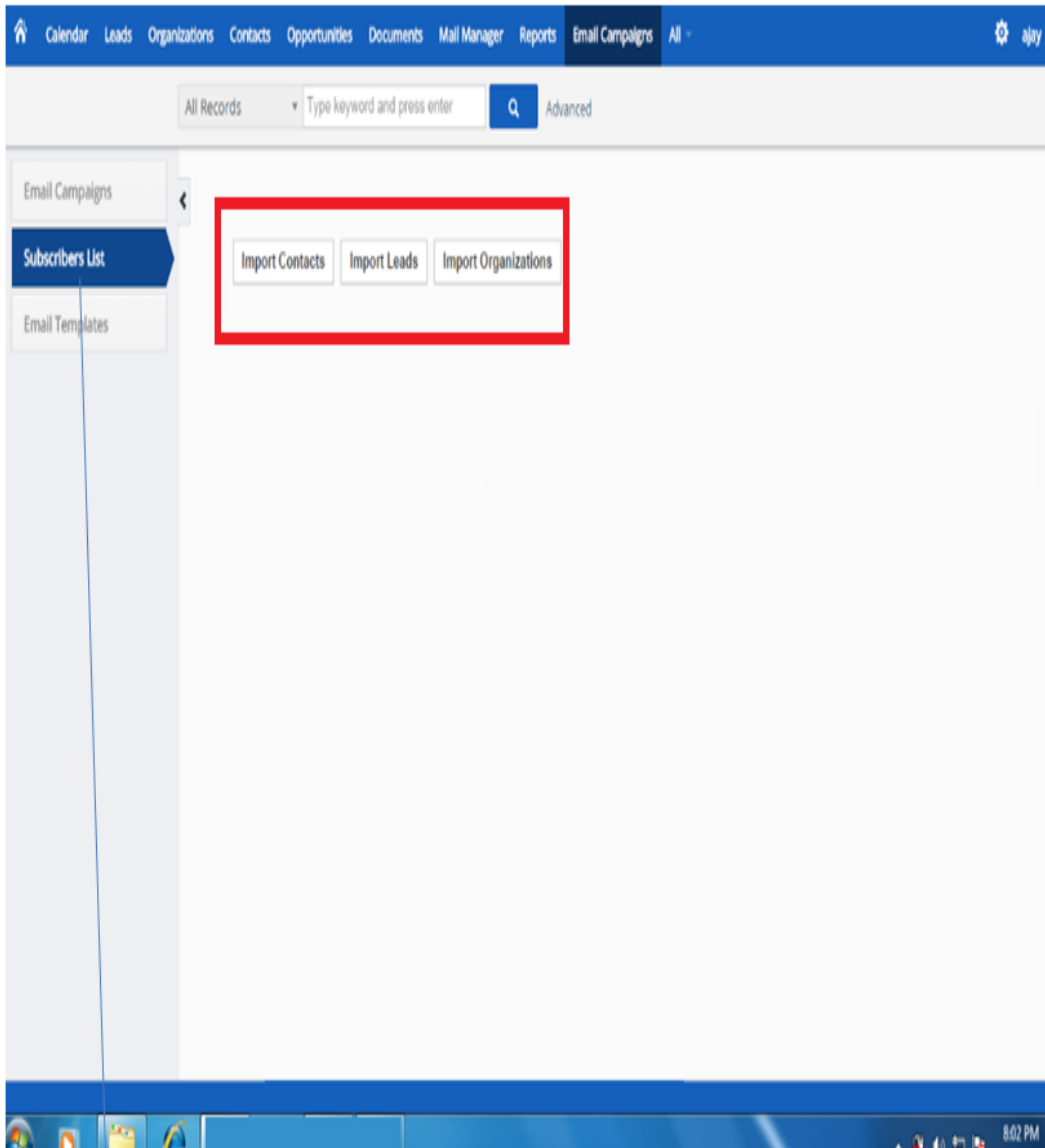 Calendar Leads Organizations Contacts Opportunities Documents Mail Manager Reports Email Campaigns All ajay
All Records Type keyword and press enter Advanced
Email Campaigns
Subscribers List
Import Contacts Import Leads Import Organizations
Email Templates
8:02 PM